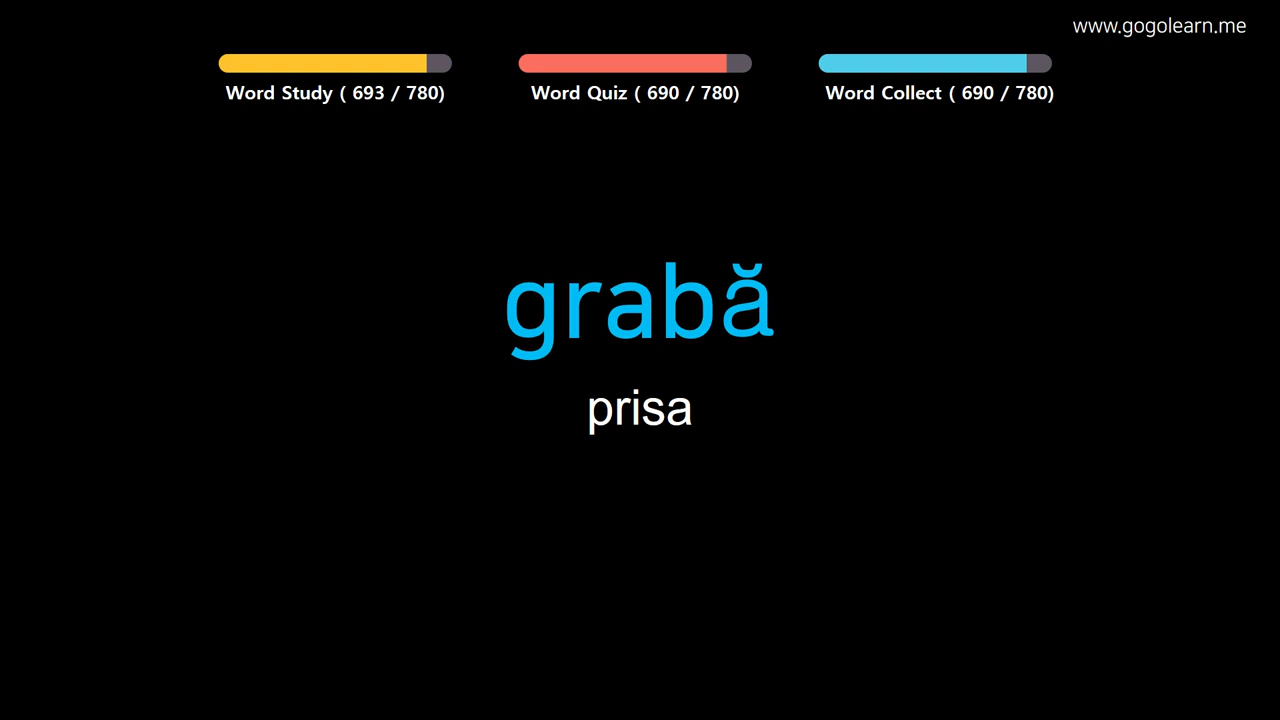 www.gogolearn.me
Word Study ( 693 / 780)
Word Quiz ( 690 / 780)
Word Collect ( 690 / 780)
grabă
prisa